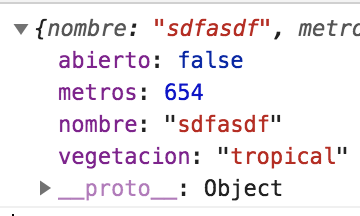 {nombre: "sdfasdf", metro
abierto: false
metros: 654
nombre: "sdfasdf"
vegetacion: "tropical"
__proto__: Object